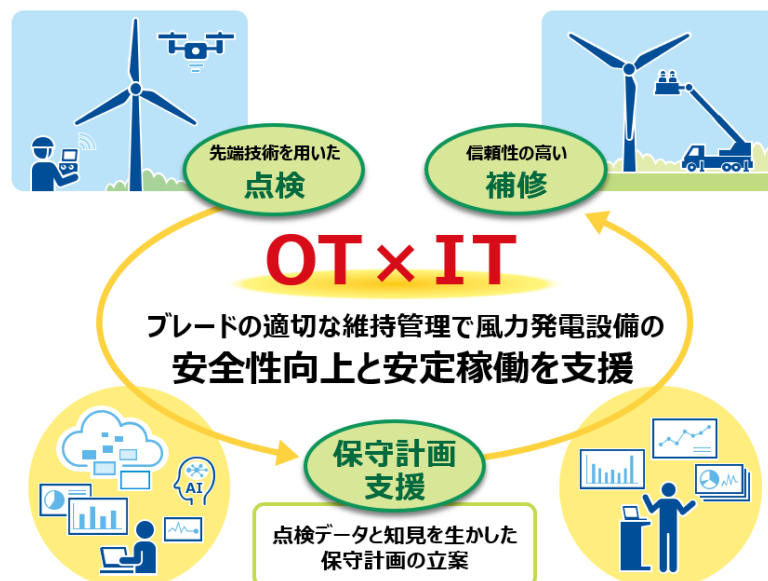 先端技術を用いた
点検
信頼性の高い
補修
OT×IT
ブレードの適切な維持管理で風力発電設備の
安全性向上と安定稼働を支援
保守計画
支援
AI
点検データと知見を生かした
保守計画の立案